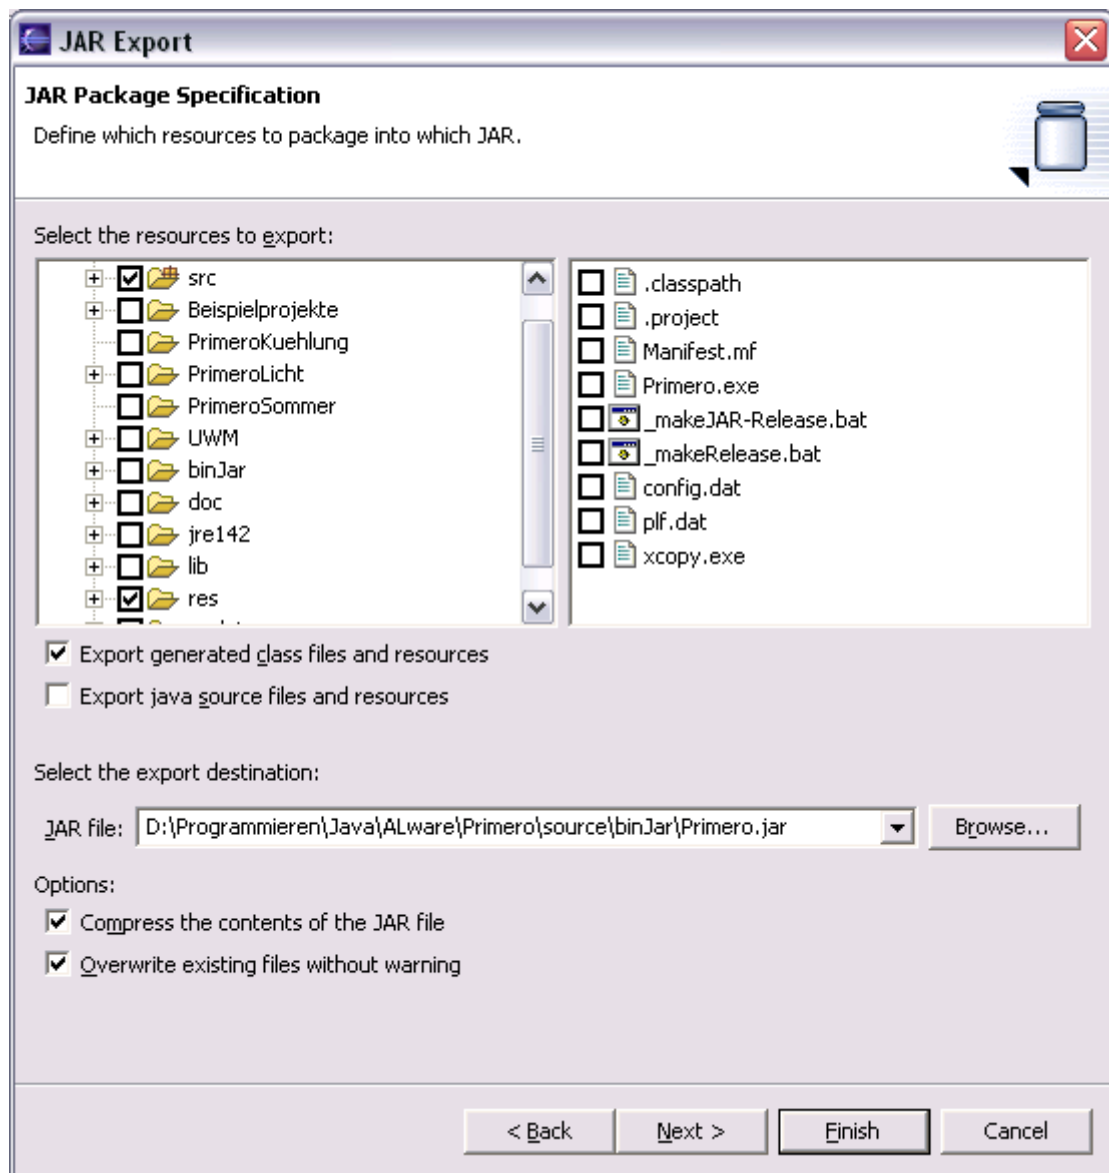 JAR Export
JAR Package Specification
Define which resources to package into which JAR.
Select the resources to export:
src
Beispielprojekte
PrimeroKuehlung
PrimeroLicht
PrimeroSommer
UWM
binJar
doc
jre142
lib
res
.classpath
.project
Manifest.mf
Primero.exe
_makeJAR-Release.bat
_makeRelease.bat
config.dat
plf.dat
xcopy.exe
Export generated class files and resources
Export java source files and resources
Select the export destination:
JAR file: D:\Programmieren\Java\ALware\Primero\source\binJar\Primero.jar Browse...
Options:
Compress the contents of the JAR file
Overwrite existing files without warning
< Back Next > Finish Cancel